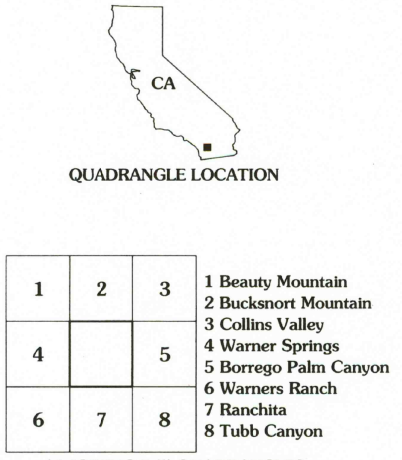 CA
QUADRANGLE LOCATION
1 2 3
4 5
6 7 8
1 Beauty Mountain
2 Bucksnort Mountain
3 Collins Valley
4 Warner Springs
5 Borrego Palm Canyon
6 Warners Ranch
7 Ranchita
8 Tubb Canyon